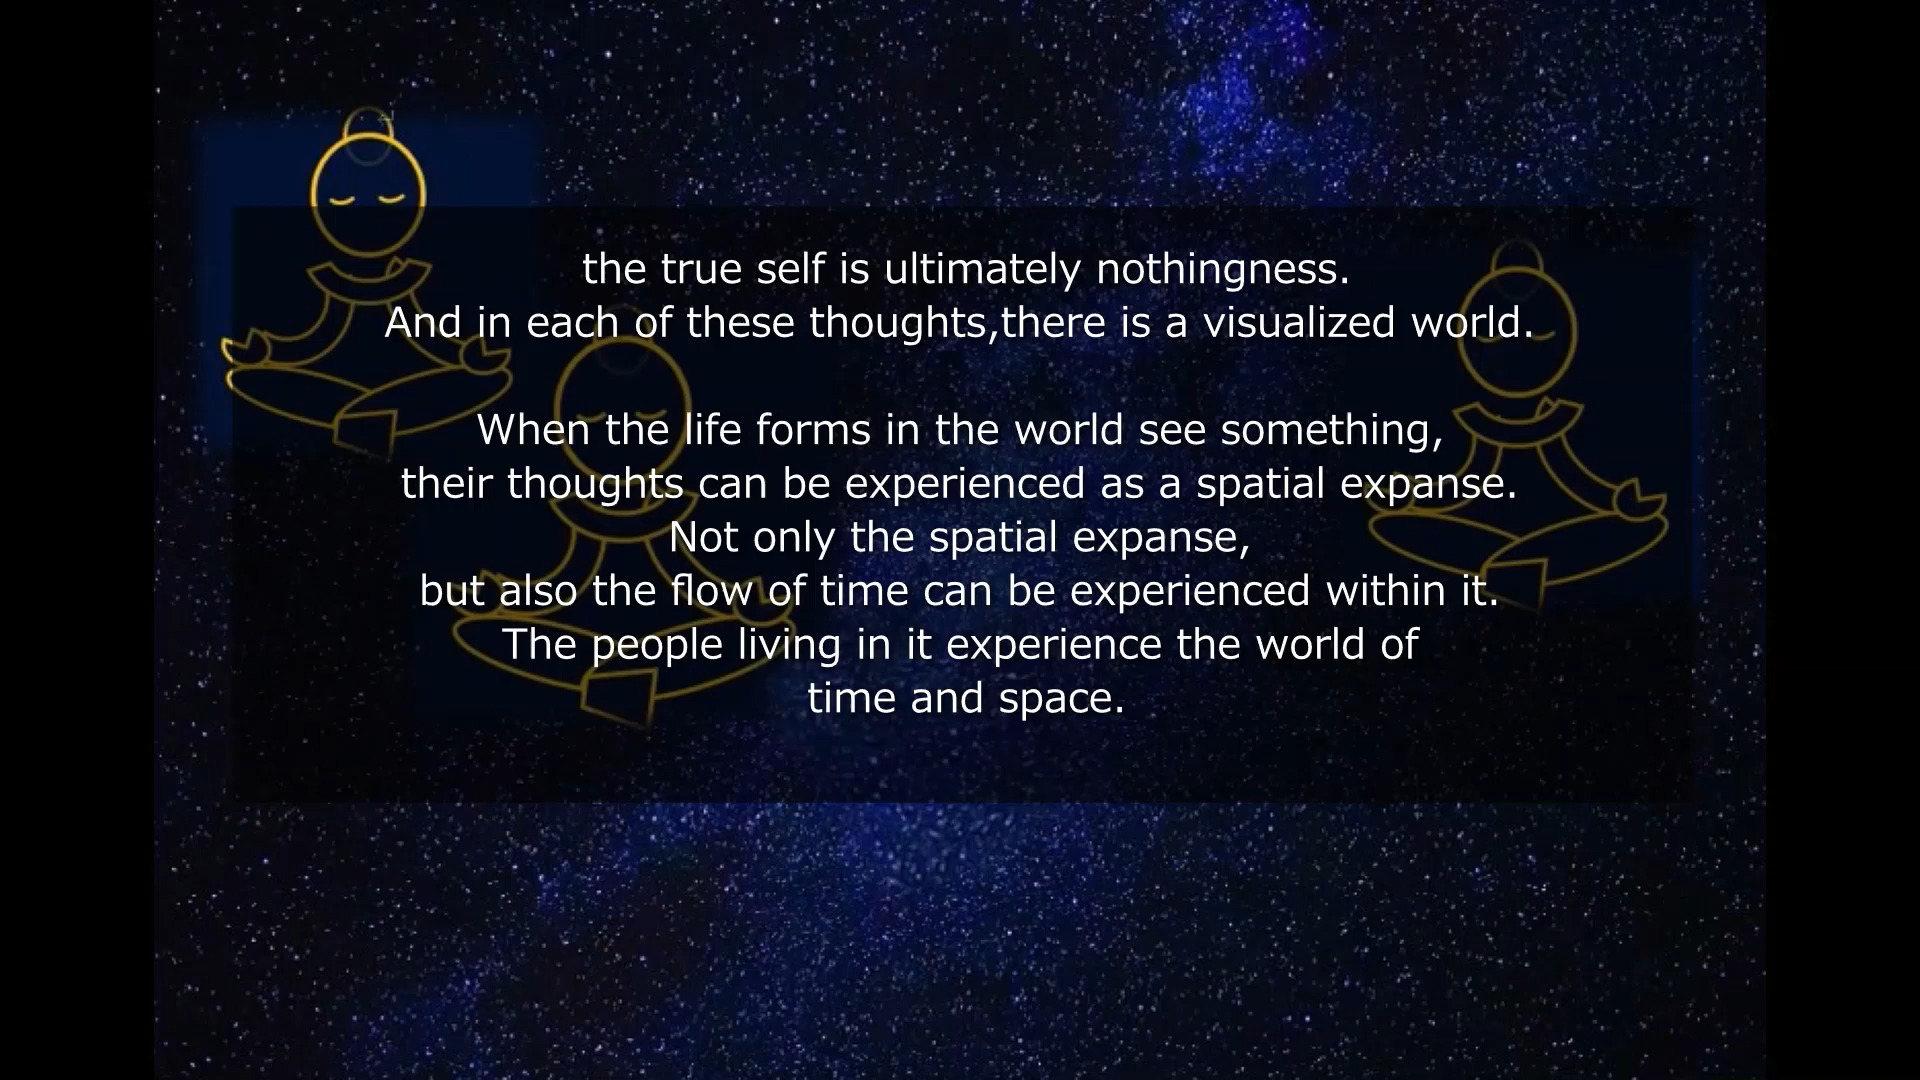 the true self is ultimately nothingness.
And in each of these thoughts,there is a visualized world.
When the life forms in the world see something,
their thoughts can be experienced as a spatial expanse.
Not only the spatial expanse,
but also the flow of time can be experienced within it.
The people living in it experience the world of
time and space.